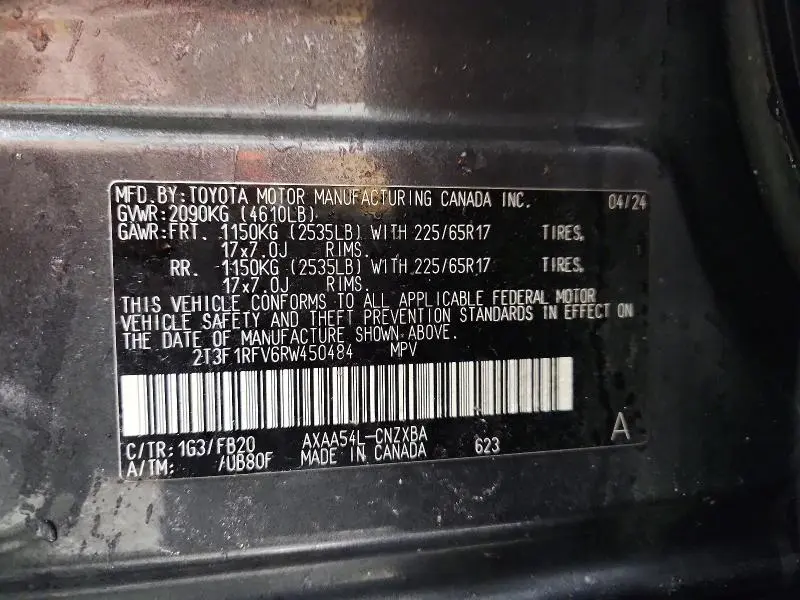 MFD.BY:TOYOTA MOTOR MANUFACTURING CANADA INC. 04/24
GVWR:2090KG (4610LB)
GAWR:FRT. 1150KG (2535LB) WITH 225/65R17 TIRES,
17x7.0J RIMS,
RR. 1150KG (2535LB) WITH 225/65R17 TIRES,
17x7.0J RIMS.
THIS VEHICLE CONFORMS TO ALL APPLICABLE FEDERAL MOTOR
VEHICLE SAFETY AND THEFT PREVENTION STANDARDS IN EFFECT ON
THE DATE OF MANUFACTURE SHOWN ABOVE.
2T3F1RFV6RW450484 MPV
C/TR:1G3/FB20 AXAA54L-CNZXBA
A/TM: /UB80F MADE IN CANADA 623 A